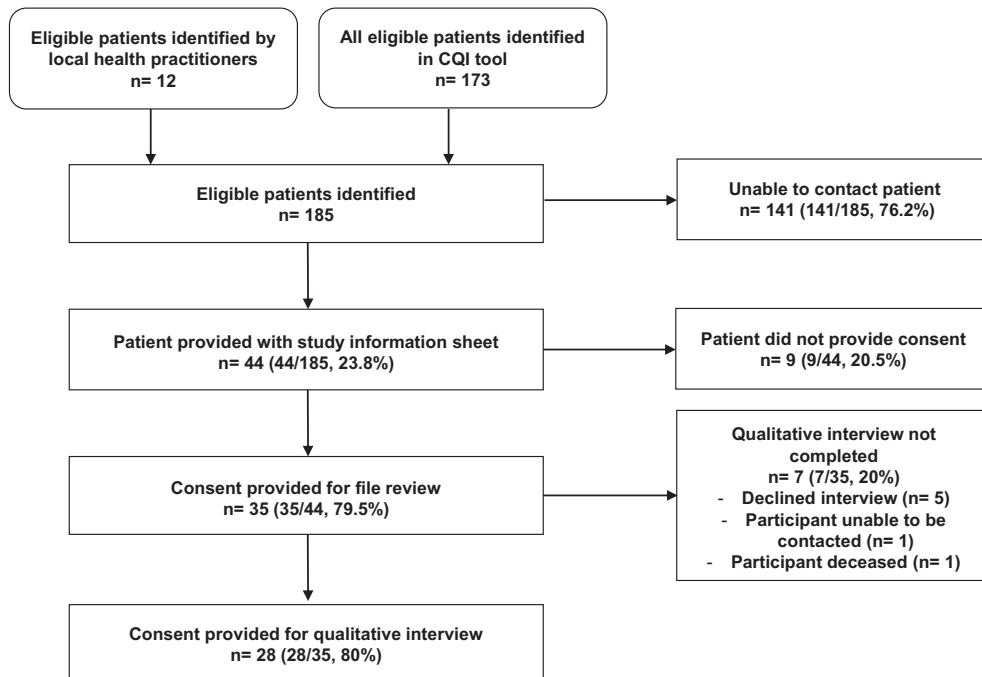 Eligible patients identified by
local health practitioners
n= 12
All eligible patients identified
in CQI tool
n= 173
Eligible patients identified
n= 185
Unable to contact patient
n= 141 (141/185, 76.2%)
Patient provided with study information sheet
n= 44 (44/185, 23.8%)
Patient did not provide consent
n= 9 (9/44, 20.5%)
Consent provided for file review
n= 35 (35/44, 79.5%)
Qualitative interview not
completed
n= 7 (7/35, 20%)
- Declined interview (n= 5)
- Participant unable to be
contacted (n= 1)
- Participant deceased (n= 1)
Consent provided for qualitative interview
n= 28 (28/35, 80%)